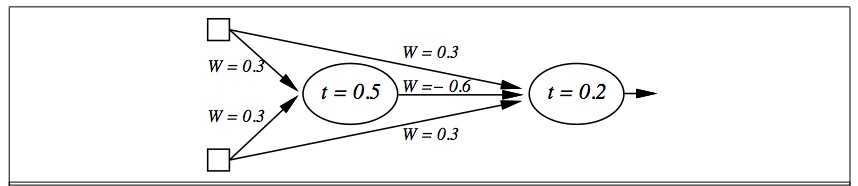 W = 0.3
W = 0.3
t = 0.5
W = − 0.6
t = 0.2
W = 0.3
W = 0.3